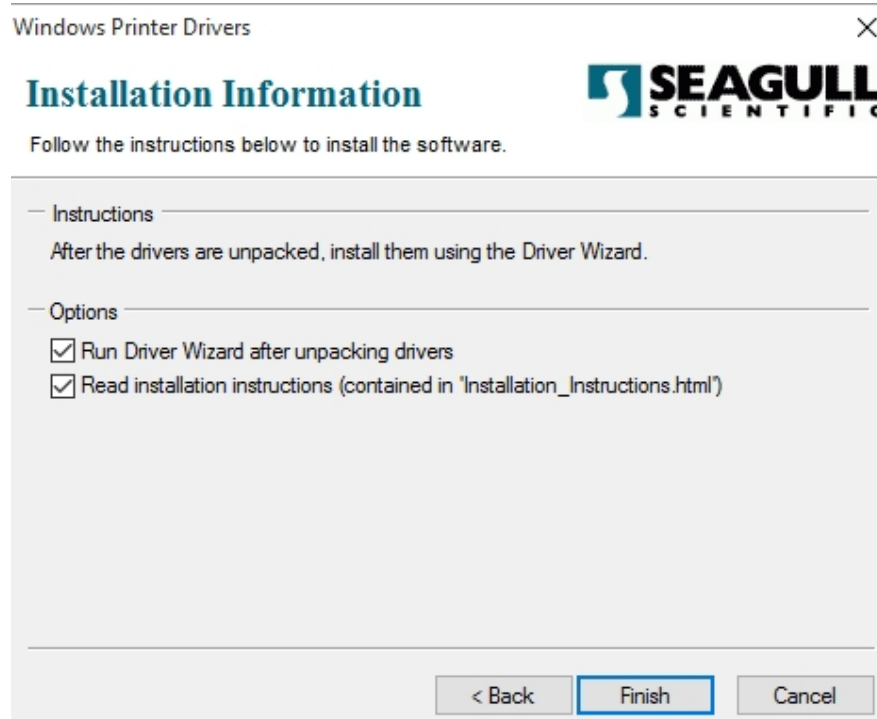 Windows Printer Drivers
Installation Information
SEAGULL
SCIENTIFIC
Follow the instructions below to install the software.
Instructions
After the drivers are unpacked, install them using the Driver Wizard.
Options
Run Driver Wizard after unpacking drivers
Read installation instructions (contained in 'Installation_Instructions.html')
< Back
Finish
Cancel